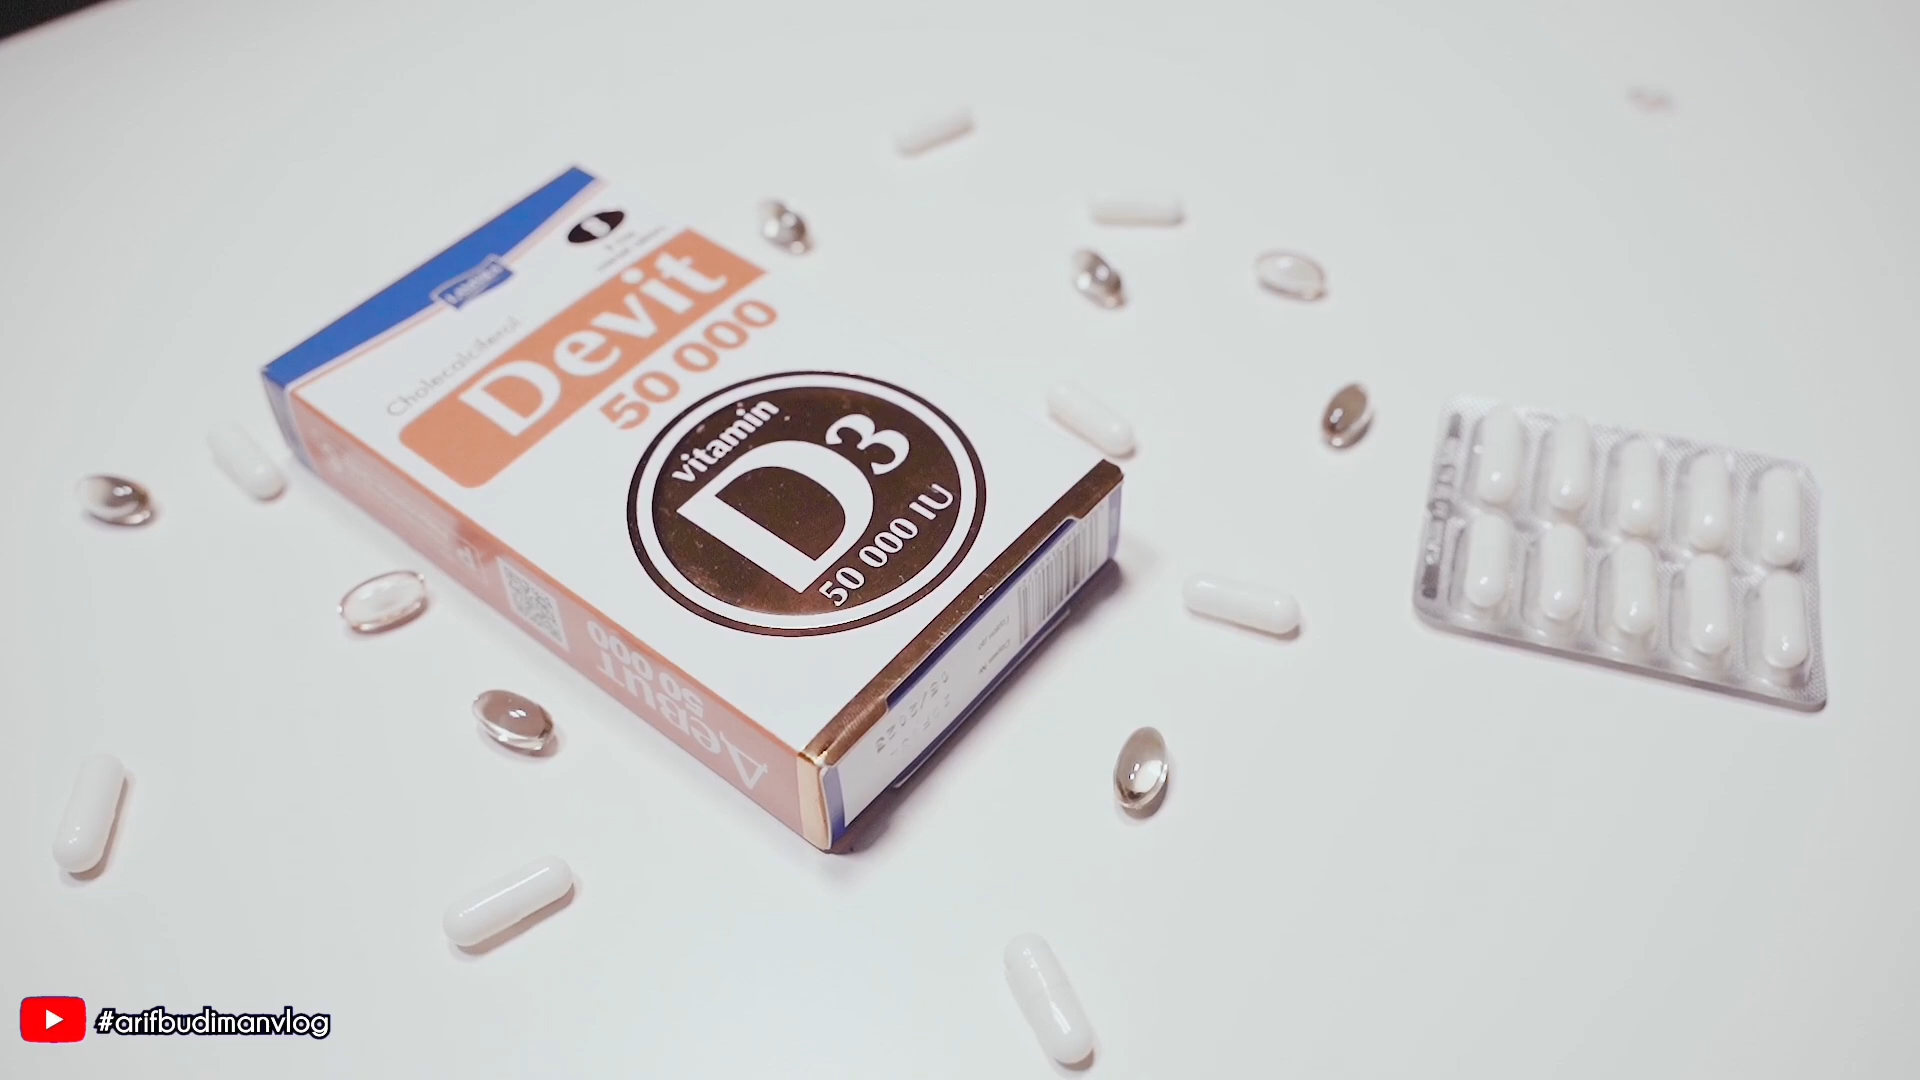 Cholecalciferol
Devit
50 000
vitamin
D3
50 000 IU
Девит
50 000
#arifbudimanvlog